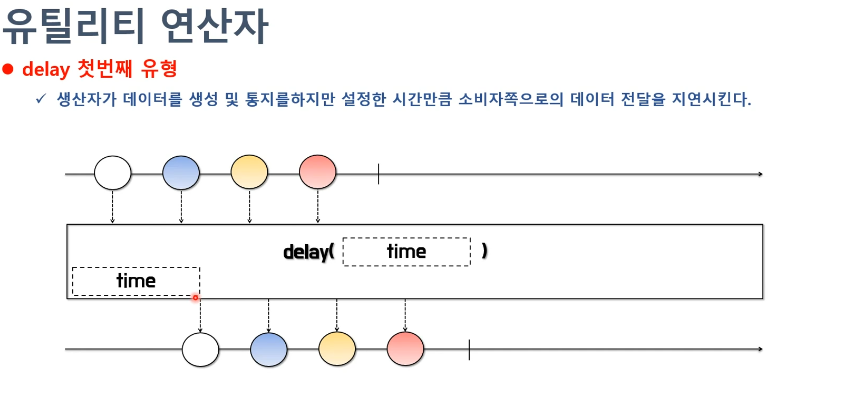 유틸리티 연산자
● delay 첫번째 유형
✓ 생산자가 데이터를 생성 및 통지를하지만 설정한 시간만큼 소비자쪽으로의 데이터 전달을 지연시킨다.
delay( time )
time